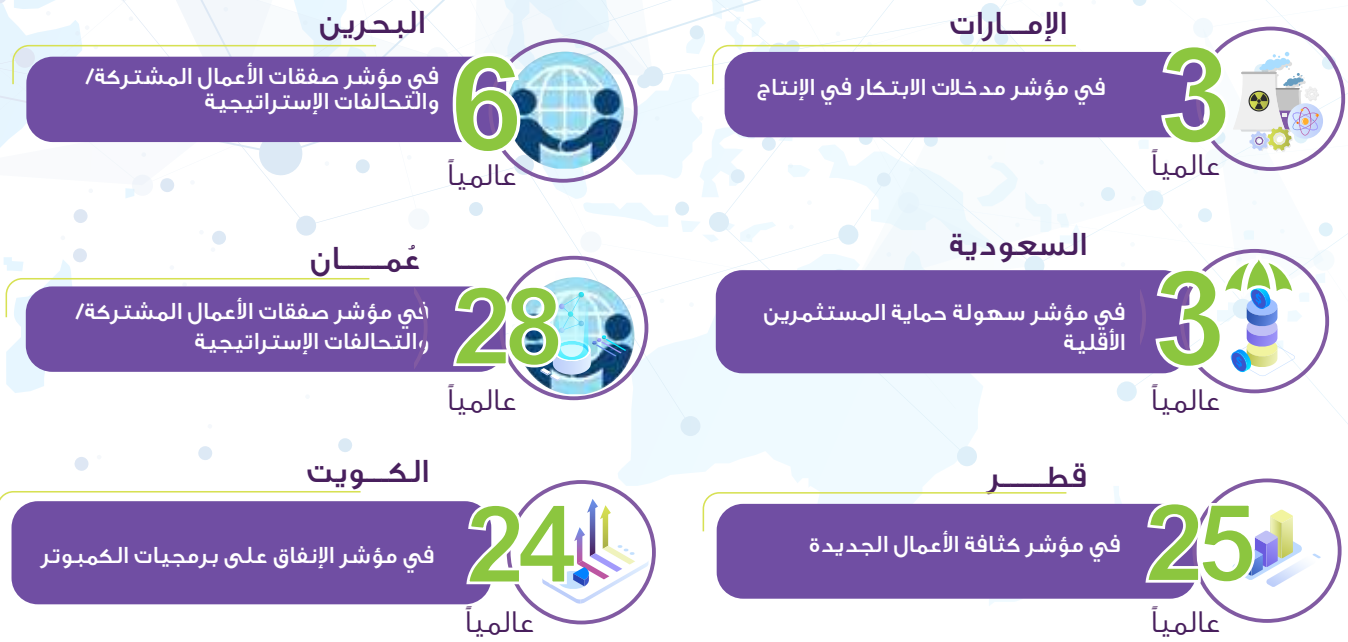 الإمـــارات
3
في مؤشر مدخلات الابتكار في الإنتاج
عالمياً
البحرين
6
في مؤشر صفقات الأعمال المشتركة/
والتحالفات الإستراتيجية
عالمياً
السعودية
3
في مؤشر سهولة حماية المستثمرين
الأقلية
عالمياً
عُمـــــان
28
في مؤشر صفقات الأعمال المشتركة/
والتحالفات الإستراتيجية
عالمياً
قطـــــر
25
في مؤشر كثافة الأعمال الجديدة
عالمياً
الكـــويت
24
في مؤشر الإنفاق على برمجيات الكمبوتر
عالمياً